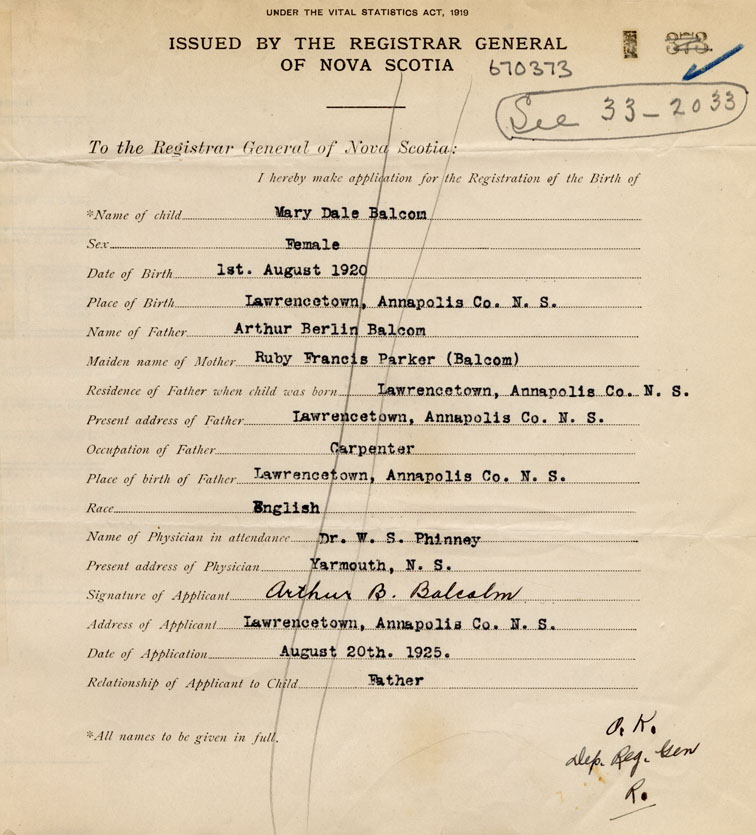 UNDER THE VITAL STATISTICS ACT, 1919
ISSUED BY THE REGISTRAR GENERAL
OF NOVA SCOTIA
670373
See 33-2033
To the Registrar General of Nova Scotia:
I hereby make application for the Registration of the Birth of
*Name of child Mary Dale Balcom
Sex Female
Date of Birth 1st. August 1920
Place of Birth Lawrencetown, Annapolis Co. N. S.
Name of Father Arthur Berlin Balcom
Maiden name of Mother Ruby Francis Parker (Balcom)
Residence of Father when child was born Lawrencetown, Annapolis Co. N. S.
Present address of Father Lawrencetown, Annapolis Co. N. S.
Occupation of Father Carpenter
Place of birth of Father Lawrencetown, Annapolis Co. N. S.
Race English
Name of Physician in attendance Dr. W. S. Phinney
Present address of Physician Yarmouth, N. S.
Signature of Applicant Arthur B. Balcolm
Address of Applicant Lawrencetown, Annapolis Co. N. S.
Date of Application August 20th. 1925.
Relationship of Applicant to Child Father
*All names to be given in full.
O. K.
Dep. Reg. Gen
R.